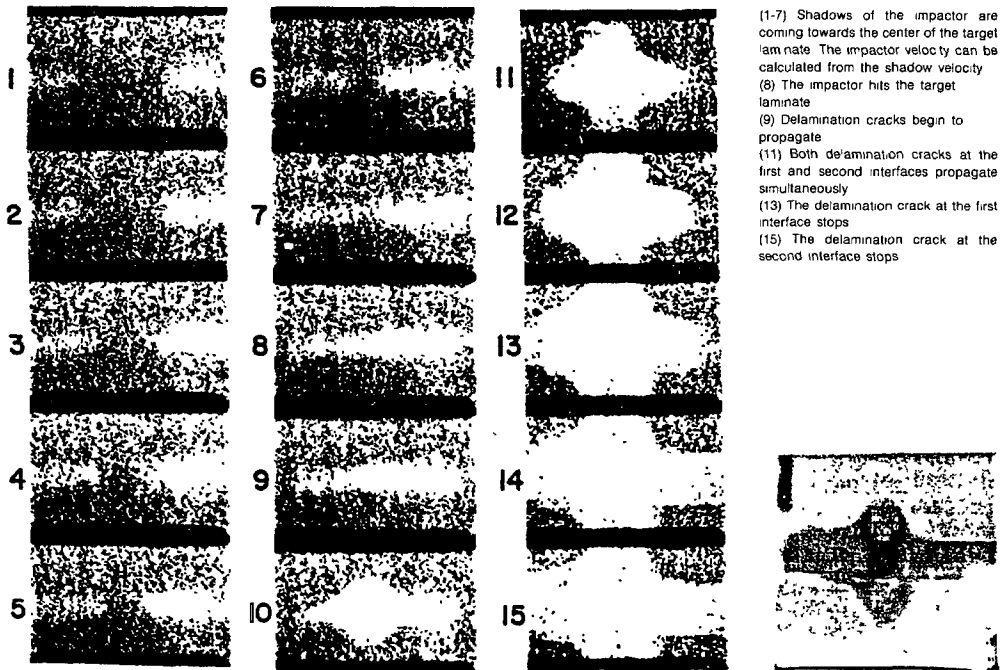 1
2
3
4
5
6
7
8
9
10
11
12
13
14
15
(1-7) Shadows of the impactor are
coming towards the center of the target
lam nate The impactor veloc ty can be
calculated from the shadow velocity
(8) The impactor hits the target
laminate
(9) Delamination cracks begin to
propagate
(11) Both delamination cracks at the
first and second interfaces propagate
simultaneously
(13) The delamination crack at the first
interface stops
(15) The delamination crack at the
second interface stops